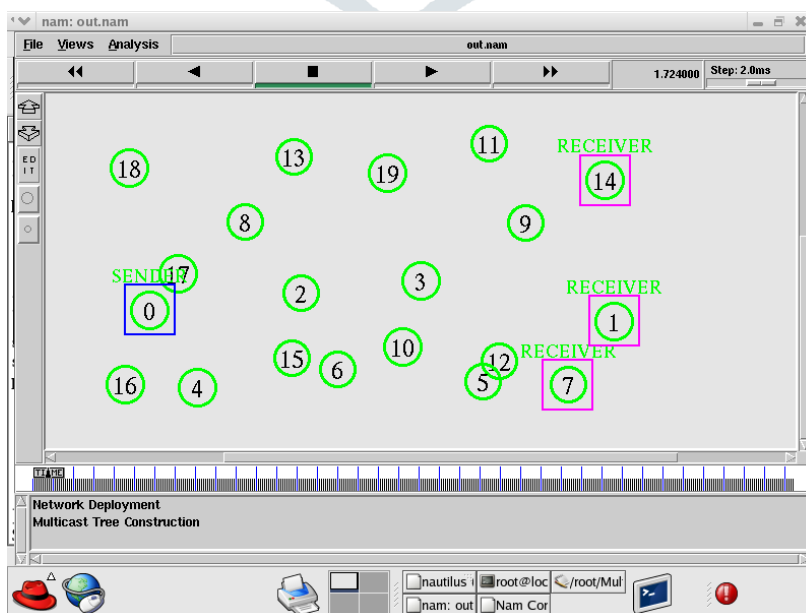 nam: out.nam
File Views Analysis out.nam
1.724000 Step: 2.0ms
ED
IT
11
RECEIVER
13
18
19
14
8
9
17
SENDER
3
2
RECEIVER
0
1
10
RECEIVER
15
12
6
5
16
4
7
TIAME
Network Deployment
Multicast Tree Construction
nautilus
root@loc
/root/Mul
nam: out
Nam Cor